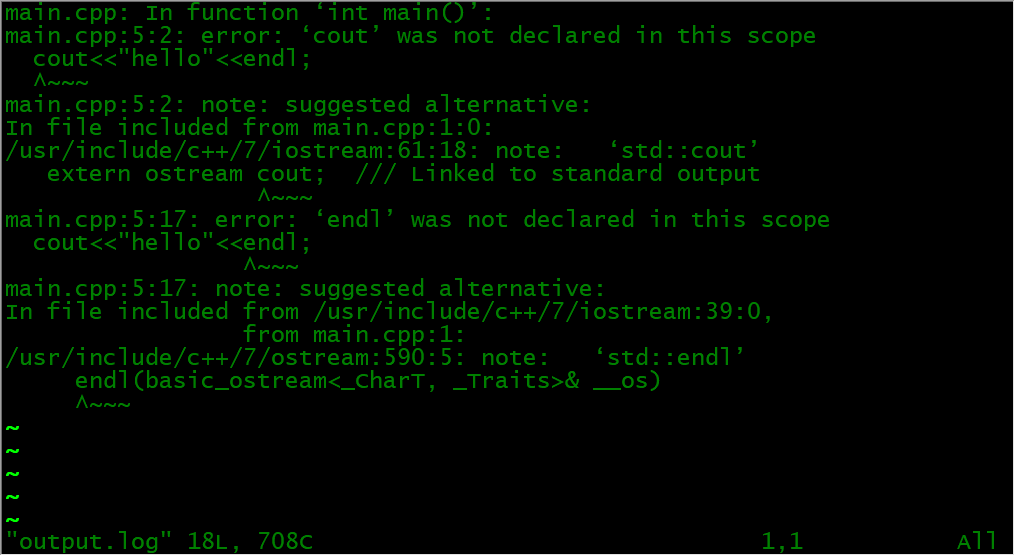 main.cpp: In function ‘int main()’:
main.cpp:5:2: error: ‘cout’ was not declared in this scope
  cout<<"hello"<<endl;
  ^~~~
main.cpp:5:2: note: suggested alternative:
In file included from main.cpp:1:0:
/usr/include/c++/7/iostream:61:18: note:   ‘std::cout’
   extern ostream cout;  /// Linked to standard output
                  ^~~~
main.cpp:5:17: error: ‘endl’ was not declared in this scope
  cout<<"hello"<<endl;
                 ^~~~
main.cpp:5:17: note: suggested alternative:
In file included from /usr/include/c++/7/iostream:39:0,
                 from main.cpp:1:
/usr/include/c++/7/ostream:590:5: note:   ‘std::endl’
     endl(basic_ostream<_CharT, _Traits>& __os)
     ^~~~
~
~
~
~
~
"output.log" 18L, 708C                                1,1           All